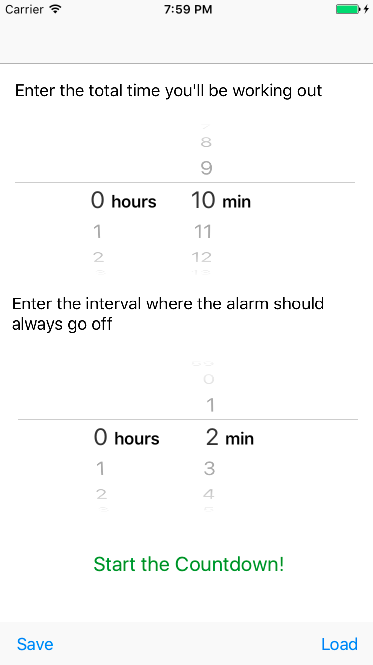 Carrier 7:59 PM
Enter the total time you'll be working out
8
9
0 hours 10 min
1 11
2 12
Enter the interval where the alarm should
always go off
0
1
0 hours 2 min
1 3
2 4
Start the Countdown!
Save Load